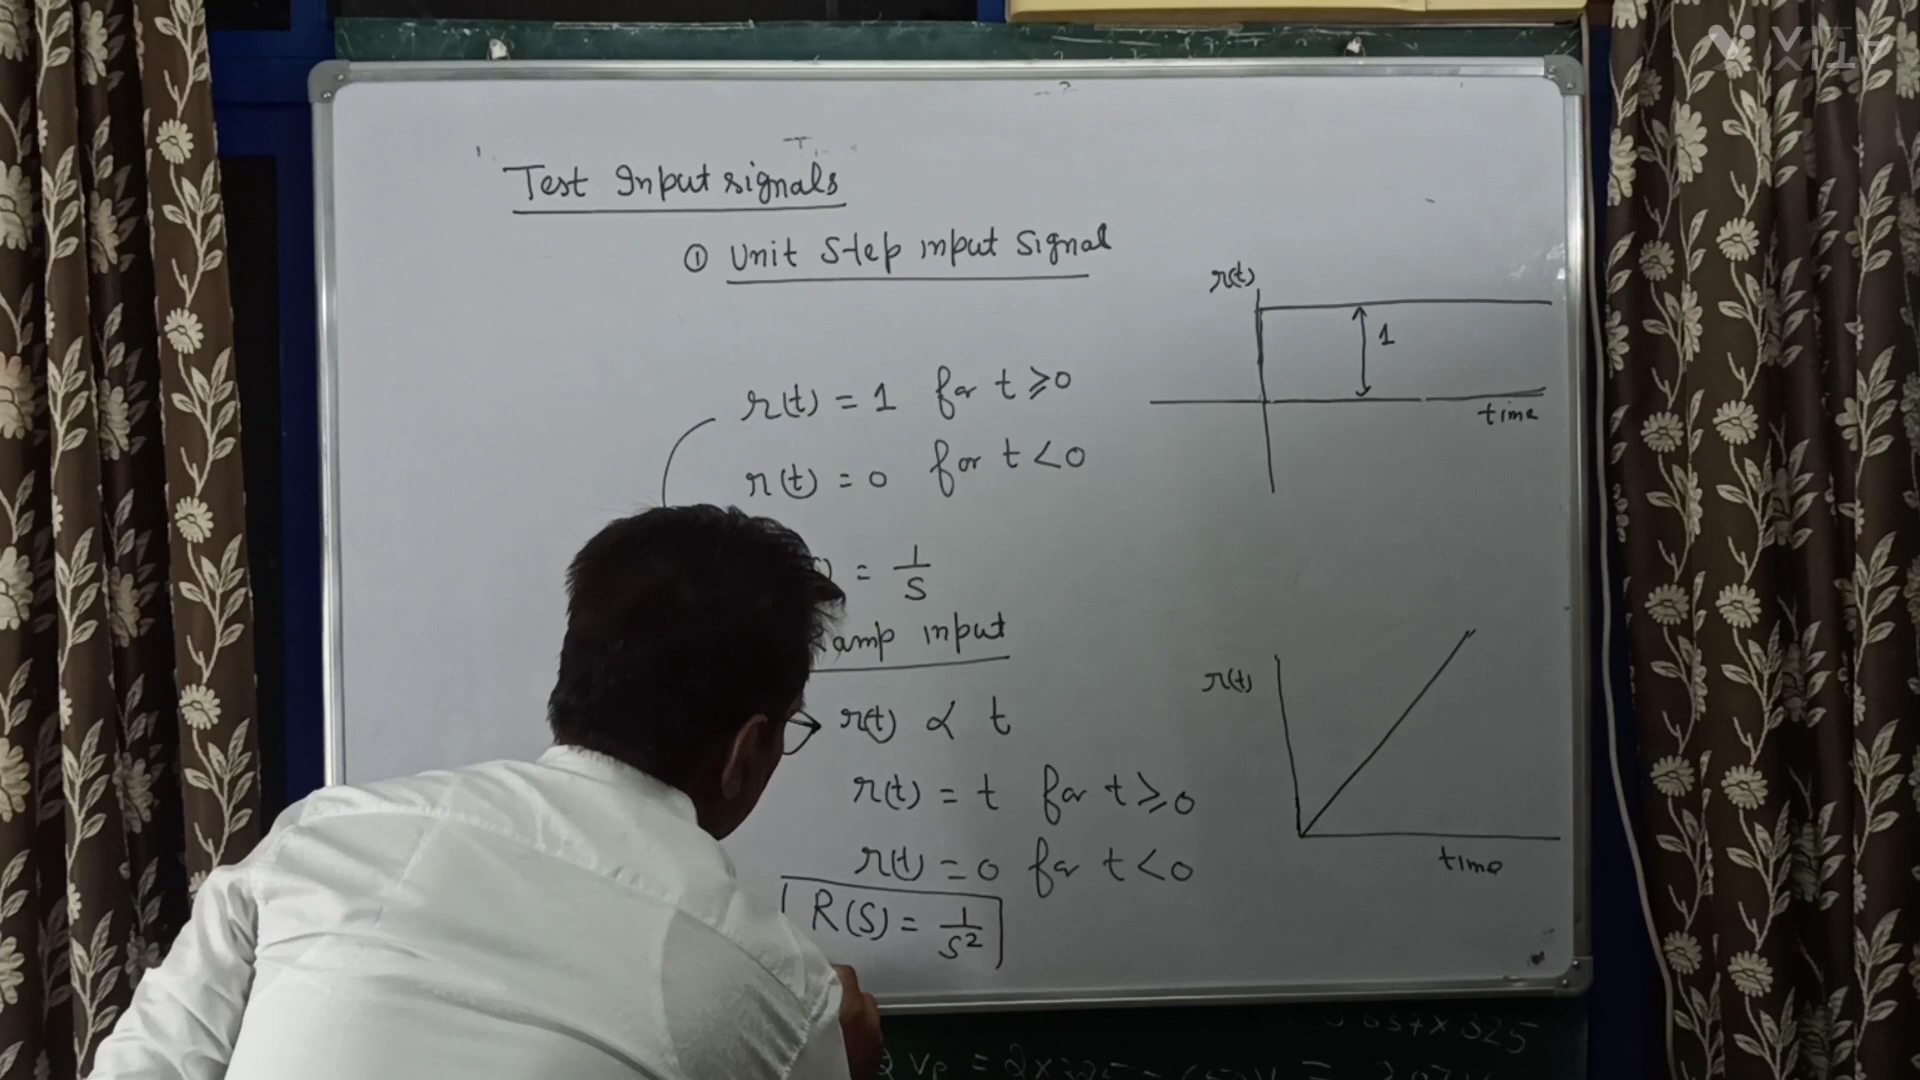 Test Input signals
① Unit Step input Signal
r(t)
1
time
r(t) = 1 for t ⩾ 0
r(t) = 0 for t < 0
) = 1/S
Ramp input
r(t) ∝ t
r(t) = t for t ⩾ 0
r(t) = 0 for t < 0
R(S) = 1/S²
r(t)
time